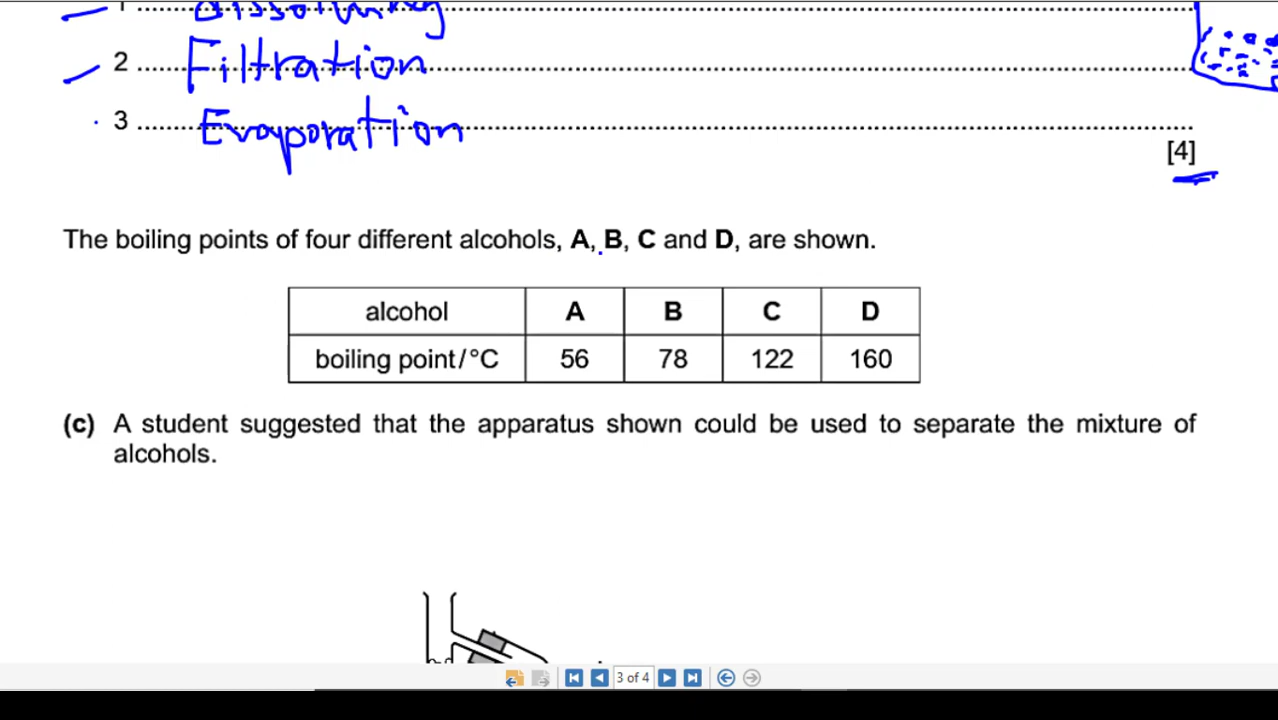 1 .......... Dissolving
2 .......... Filtration
3 .......... Evaporation
[4]
The boiling points of four different alcohols, A, B, C and D, are shown.
alcohol A B C D
boiling point/°C 56 78 122 160
(c) A student suggested that the apparatus shown could be used to separate the mixture of
alcohols.
3 of 4